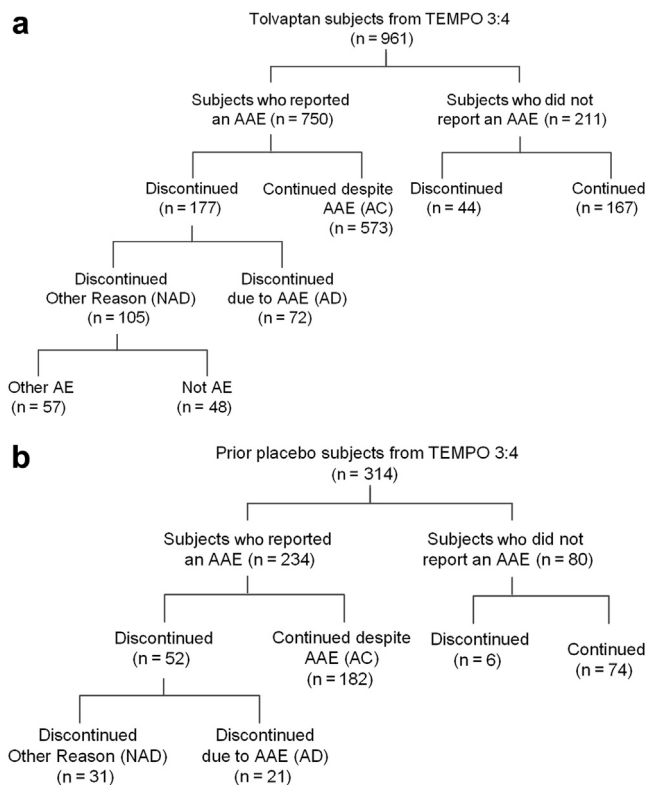 a
Tolvaptan subjects from TEMPO 3:4
(n = 961)
Subjects who reported
an AAE (n = 750)
Subjects who did not
report an AAE (n = 211)
Discontinued
(n = 177)
Continued despite
AAE (AC)
(n = 573)
Discontinued
(n = 44)
Continued
(n = 167)
Discontinued
Other Reason (NAD)
(n = 105)
Discontinued
due to AAE (AD)
(n = 72)
Other AE
(n = 57)
Not AE
(n = 48)
b
Prior placebo subjects from TEMPO 3:4
(n = 314)
Subjects who reported
an AAE (n = 234)
Subjects who did not
report an AAE (n = 80)
Discontinued
(n = 52)
Continued despite
AAE (AC)
(n = 182)
Discontinued
(n = 6)
Continued
(n = 74)
Discontinued
Other Reason (NAD)
(n = 31)
Discontinued
due to AAE (AD)
(n = 21)